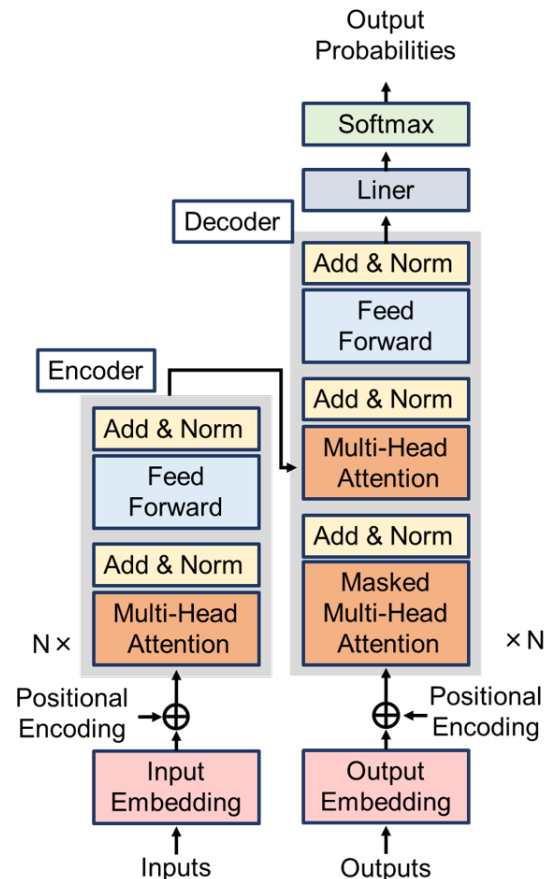 Output
Probabilities
Softmax
Liner
Decoder
Add & Norm
Feed
Forward
Add & Norm
Multi-Head
Attention
Add & Norm
Masked
Multi-Head
Attention
× N
Positional
Encoding
Output
Embedding
Outputs
Encoder
Add & Norm
Feed
Forward
Add & Norm
Multi-Head
Attention
N ×
Positional
Encoding
Input
Embedding
Inputs